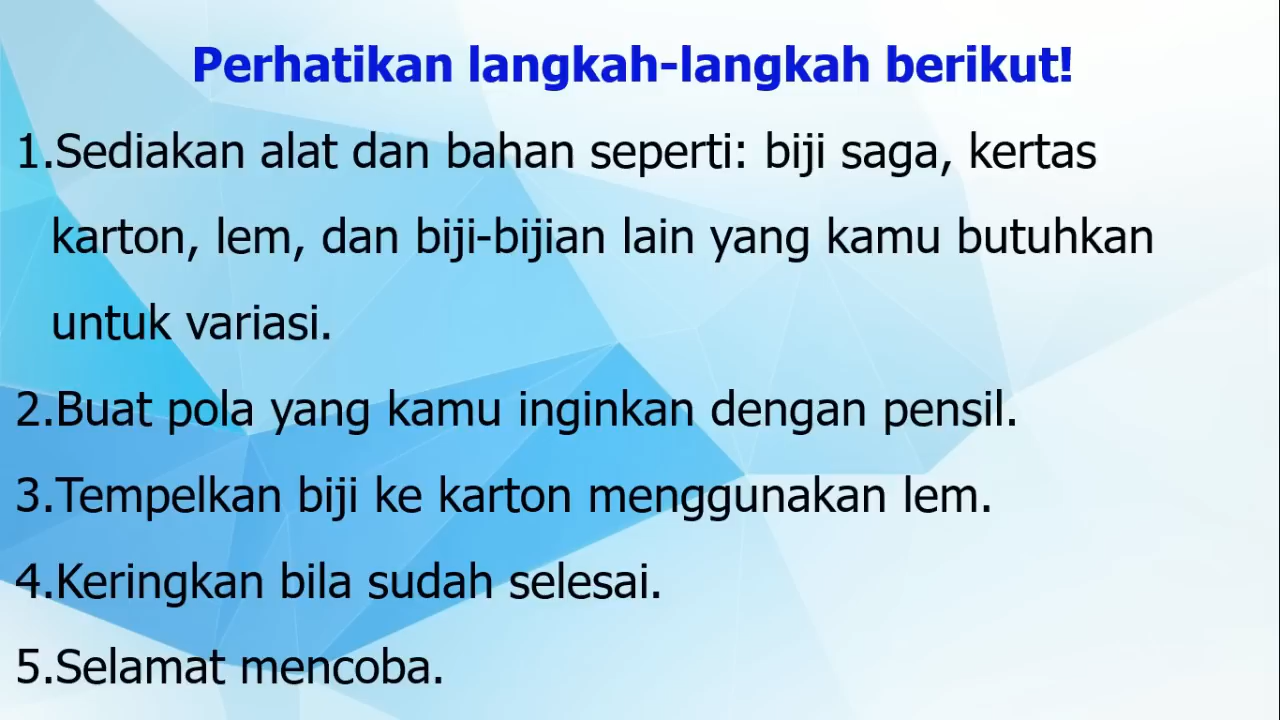 Perhatikan langkah-langkah berikut!
1.Sediakan alat dan bahan seperti: biji saga, kertas
karton, lem, dan biji-bijian lain yang kamu butuhkan
untuk variasi.
2.Buat pola yang kamu inginkan dengan pensil.
3.Tempelkan biji ke karton menggunakan lem.
4.Keringkan bila sudah selesai.
5.Selamat mencoba.